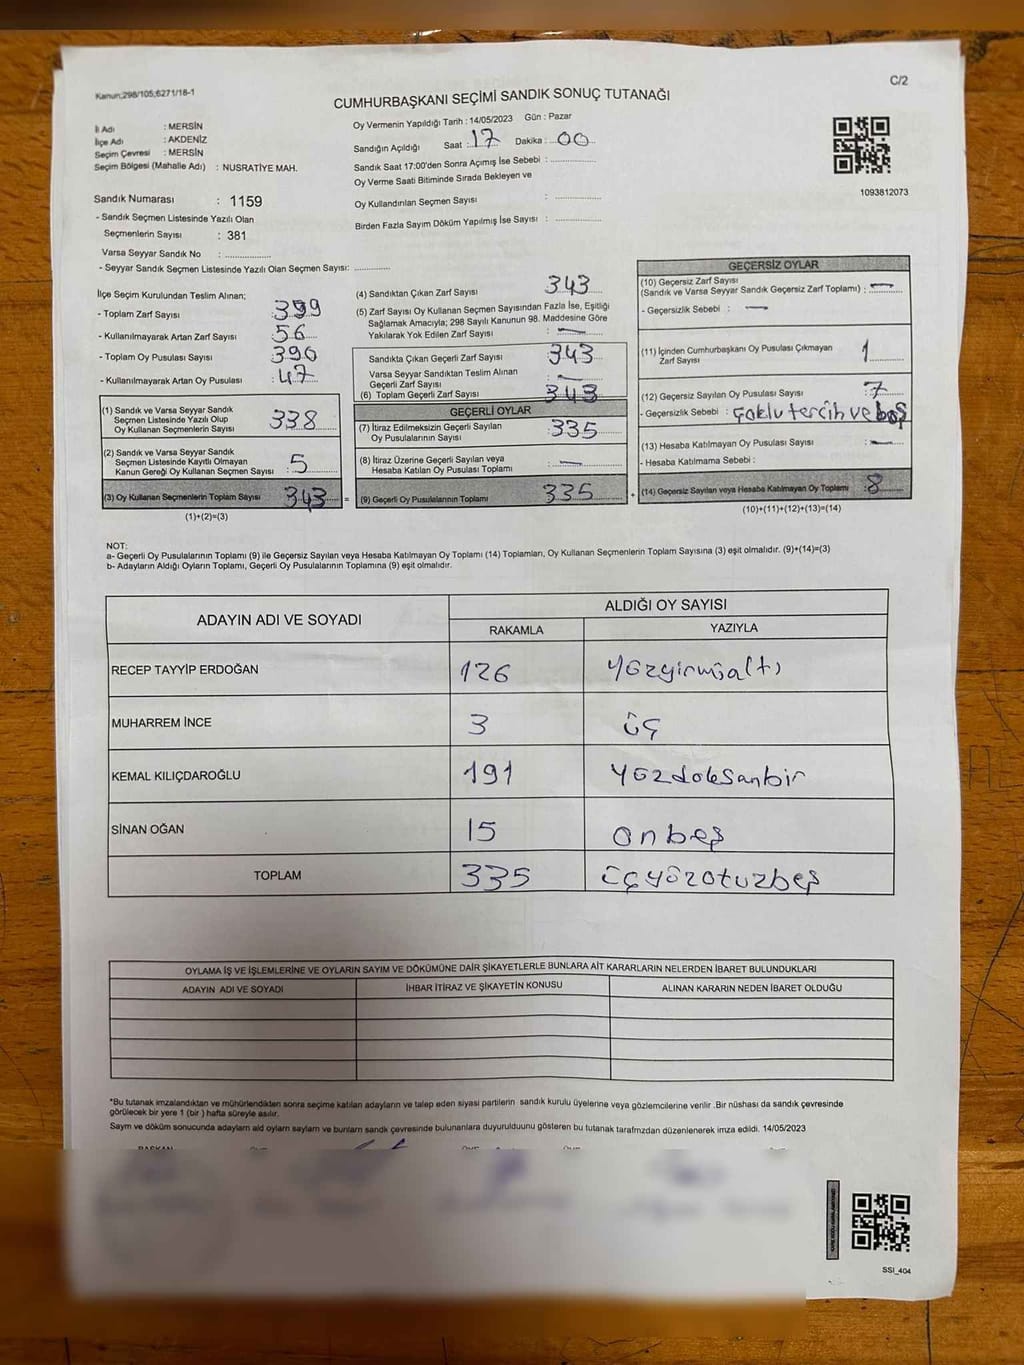 Kanun;298/105;6271/18-1
C/2
CUMHURBAŞKANI SEÇİMİ SANDIK SONUÇ TUTANAĞI
İl Adı : MERSİN
İlçe Adı : AKDENİZ
Seçim Çevresi : MERSİN
Seçim Bölgesi (Mahalle Adı) : NUSRATİYE MAH.
Oy Vermenin Yapıldığı Tarih : 14/05/2023 Gün : Pazar
Sandığın Açıldığı Saat : 17 Dakika : 00
Sandık Saat 17:00'den Sonra Açımış İse Sebebi :
Oy Verme Saati Bitiminde Sırada Bekleyen ve
Oy Kullandırılan Seçmen Sayısı :
Birden Fazla Sayım Döküm Yapılmış İse Sayısı :
1093812073
Sandık Numarası : 1159
- Sandık Seçmen Listesinde Yazılı Olan
Seçmenlerin Sayısı : 381
Varsa Seyyar Sandık No :
- Seyyar Sandık Seçmen Listesinde Yazılı Olan Seçmen Sayısı:
İlçe Seçim Kurulundan Teslim Alınan;
- Toplam Zarf Sayısı : 399
- Kullanılmayarak Artan Zarf Sayısı : 56
- Toplam Oy Pusulası Sayısı : 390
- Kullanılmayarak Artan Oy Pusulası : 47
(1) Sandık ve Varsa Seyyar Sandık
Seçmen Listesinde Yazılı Olup
Oy Kullanan Seçmenlerin Sayısı : 338
(2) Sandık ve Varsa Seyyar Sandık
Seçmen Listesinde Kayıtlı Olmayan
Kanun Gereği Oy Kullanan Seçmen Sayısı : 5
(3) Oy Kullanan Seçmenlerin Toplam Sayısı : 343 =
(1)+(2)=(3)
(4) Sandıktan Çıkan Zarf Sayısı : 343
(5) Zarf Sayısı Oy Kullanan Seçmen Sayısından Fazla İse, Eşitliği
Sağlamak Amacıyla; 298 Sayılı Kanunun 98. Maddesine Göre
Yakılarak Yok Edilen Zarf Sayısı : —
Sandıkta Çıkan Geçerli Zarf Sayısı : 343
Varsa Seyyar Sandıktan Teslim Alınan
Geçerli Zarf Sayısı : —
(6) Toplam Geçerli Zarf Sayısı : 343
GEÇERLİ OYLAR
(7) İtiraz Edilmeksizin Geçerli Sayılan
Oy Pusulalarının Sayısı : 335
(8) İtiraz Üzerine Geçerli Sayılan veya
Hesaba Katılan Oy Pusulası Toplamı : —
(9) Geçerli Oy Pusulalarının Toplamı : 335 +
GEÇERSİZ OYLAR
(10) Geçersiz Zarf Sayısı
(Sandık ve Varsa Seyyar Sandık Geçersiz Zarf Toplamı) : —
- Geçersizlik Sebebi : —
(11) İçinden Cumhurbaşkanı Oy Pusulası Çıkmayan
Zarf Sayısı : 1
(12) Geçersiz Sayılan Oy Pusulası Sayısı : 7
- Geçersizlik Sebebi : çoklu tercih ve boş
(13) Hesaba Katılmayan Oy Pusulası Sayısı : —
- Hesaba Katılmama Sebebi :
(14) Geçersiz Sayılan veya Hesaba Katılmayan Oy Toplamı : 8
(10)+(11)+(12)+(13)=(14)
NOT:
a- Geçerli Oy Pusulalarının Toplamı (9) ile Geçersiz Sayılan veya Hesaba Katılmayan Oy Toplamı (14) Toplamları, Oy Kullanan Seçmenlerin Toplam Sayısına (3) eşit olmalıdır. (9)+(14)=(3)
b- Adayların Aldığı Oyların Toplamı, Geçerli Oy Pusulalarının Toplamına (9) eşit olmalıdır.
ADAYIN ADI VE SOYADI
ALDIĞI OY SAYISI
RAKAMLA YAZIYLA
RECEP TAYYİP ERDOĞAN 126 yüzyirmialtı
MUHARREM İNCE 3 üç
KEMAL KILIÇDAROĞLU 191 yüzdoksanbir
SİNAN OĞAN 15 onbeş
TOPLAM 335 üçyüzotuzbeş
OYLAMA İŞ VE İŞLEMLERİNE VE OYLARIN SAYIM VE DÖKÜMÜNE DAİR ŞİKAYETLERLE BUNLARA AİT KARARLARIN NELERDEN İBARET BULUNDUKLARI
ADAYIN ADI VE SOYADI İHBAR İTİRAZ VE ŞİKAYETİN KONUSU ALINAN KARARIN NEDEN İBARET OLDUĞU
*Bu tutanak imzalandıktan ve mühürlendikten sonra seçime katılan adayların ve talep eden siyasi partilerin sandık kurulu üyelerine veya gözlemcilerine verilir .Bir nüshası da sandık çevresinde
görülecek bir yere 1 (bir ) hafta süreyle asılır.
Sayım ve döküm sonucunda adayların ald oyların sayların ve bunların sandk çevresinde bulunanlara duyurulduunu gösteren bu tutanak tarafmzdan düzenlenerek imza edildi. 14/05/2023
SSI_404